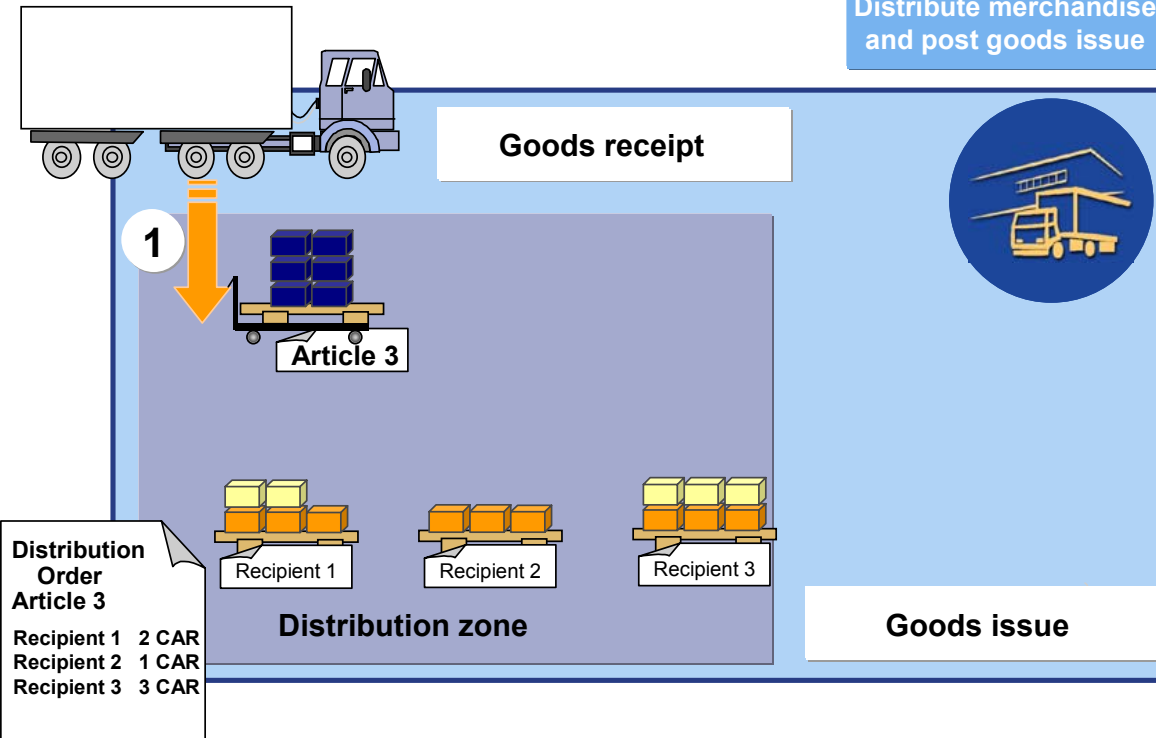 Distribute merchandise
and post goods issue
Goods receipt
1
Article 3
Recipient 1
Recipient 2
Recipient 3
Distribution zone
Goods issue
Distribution
Order
Article 3
Recipient 1 2 CAR
Recipient 2 1 CAR
Recipient 3 3 CAR